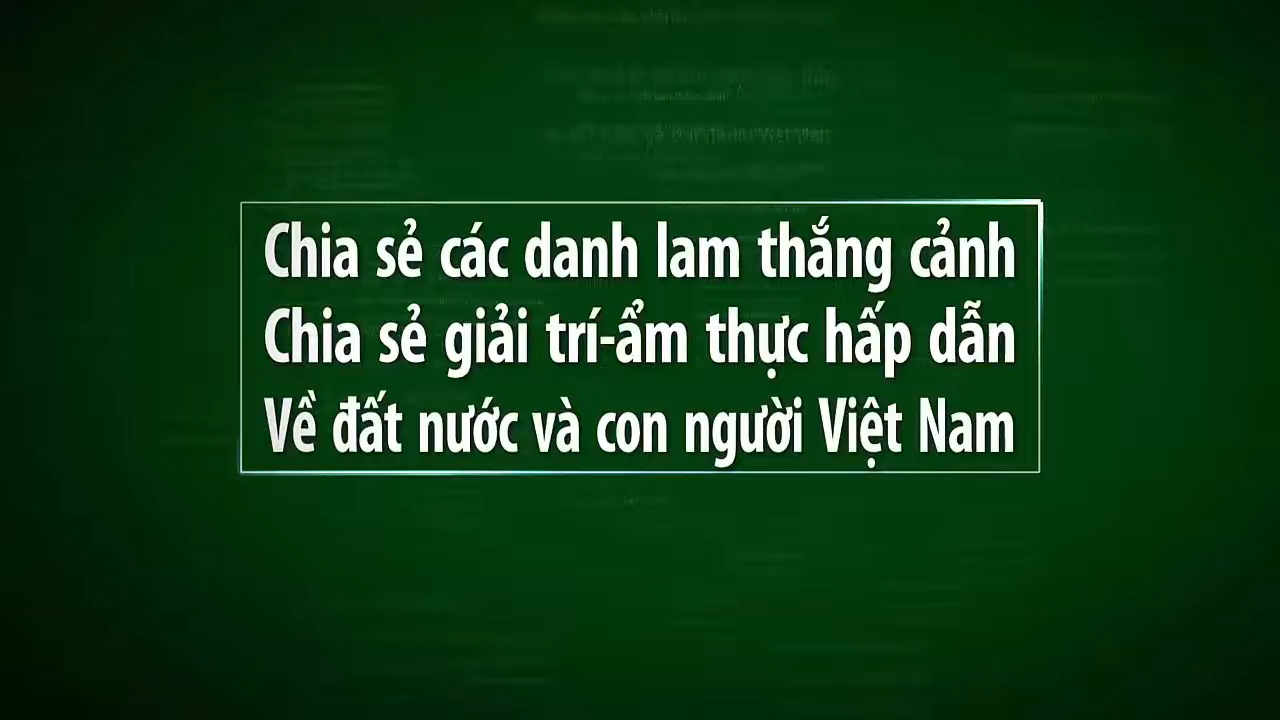 Chia sẻ các danh lam thắng cảnh
Chia sẻ giải trí-ẩm thực hấp dẫn
Về đất nước và con người Việt Nam